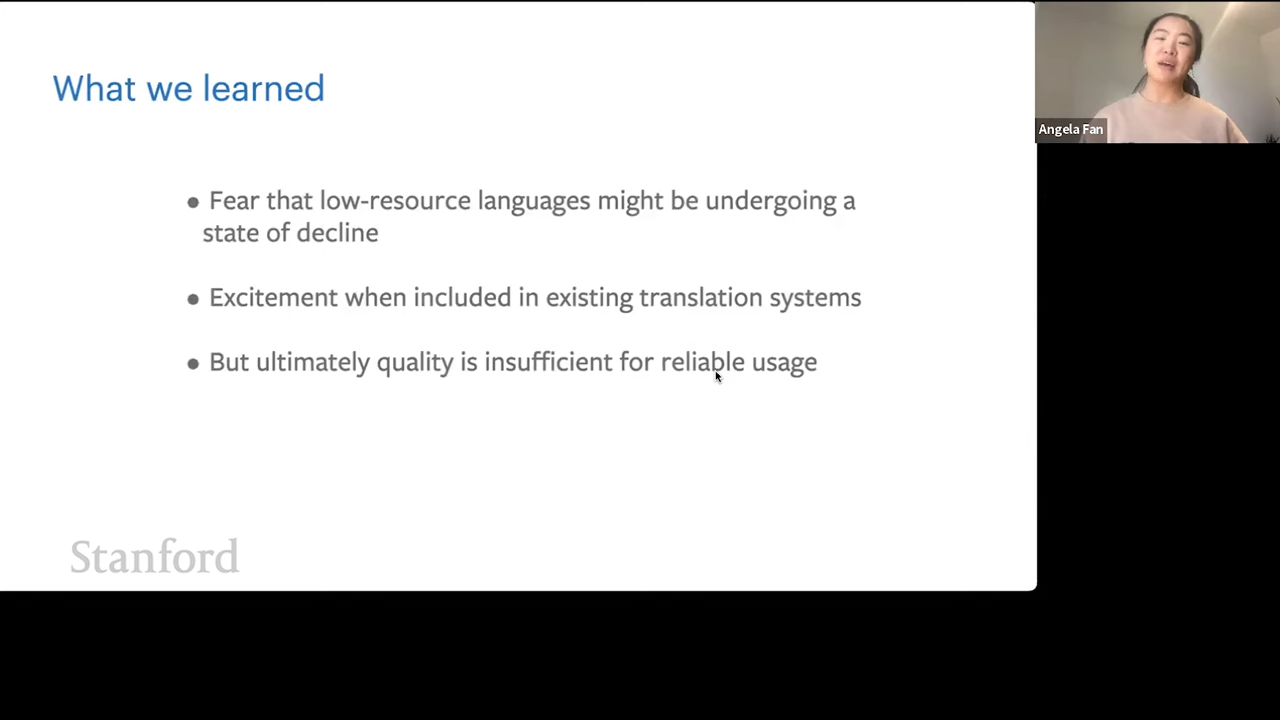 What we learned
Angela Fan
● Fear that low-resource languages might be undergoing a
state of decline
● Excitement when included in existing translation systems
● But ultimately quality is insufficient for reliable usage
Stanford